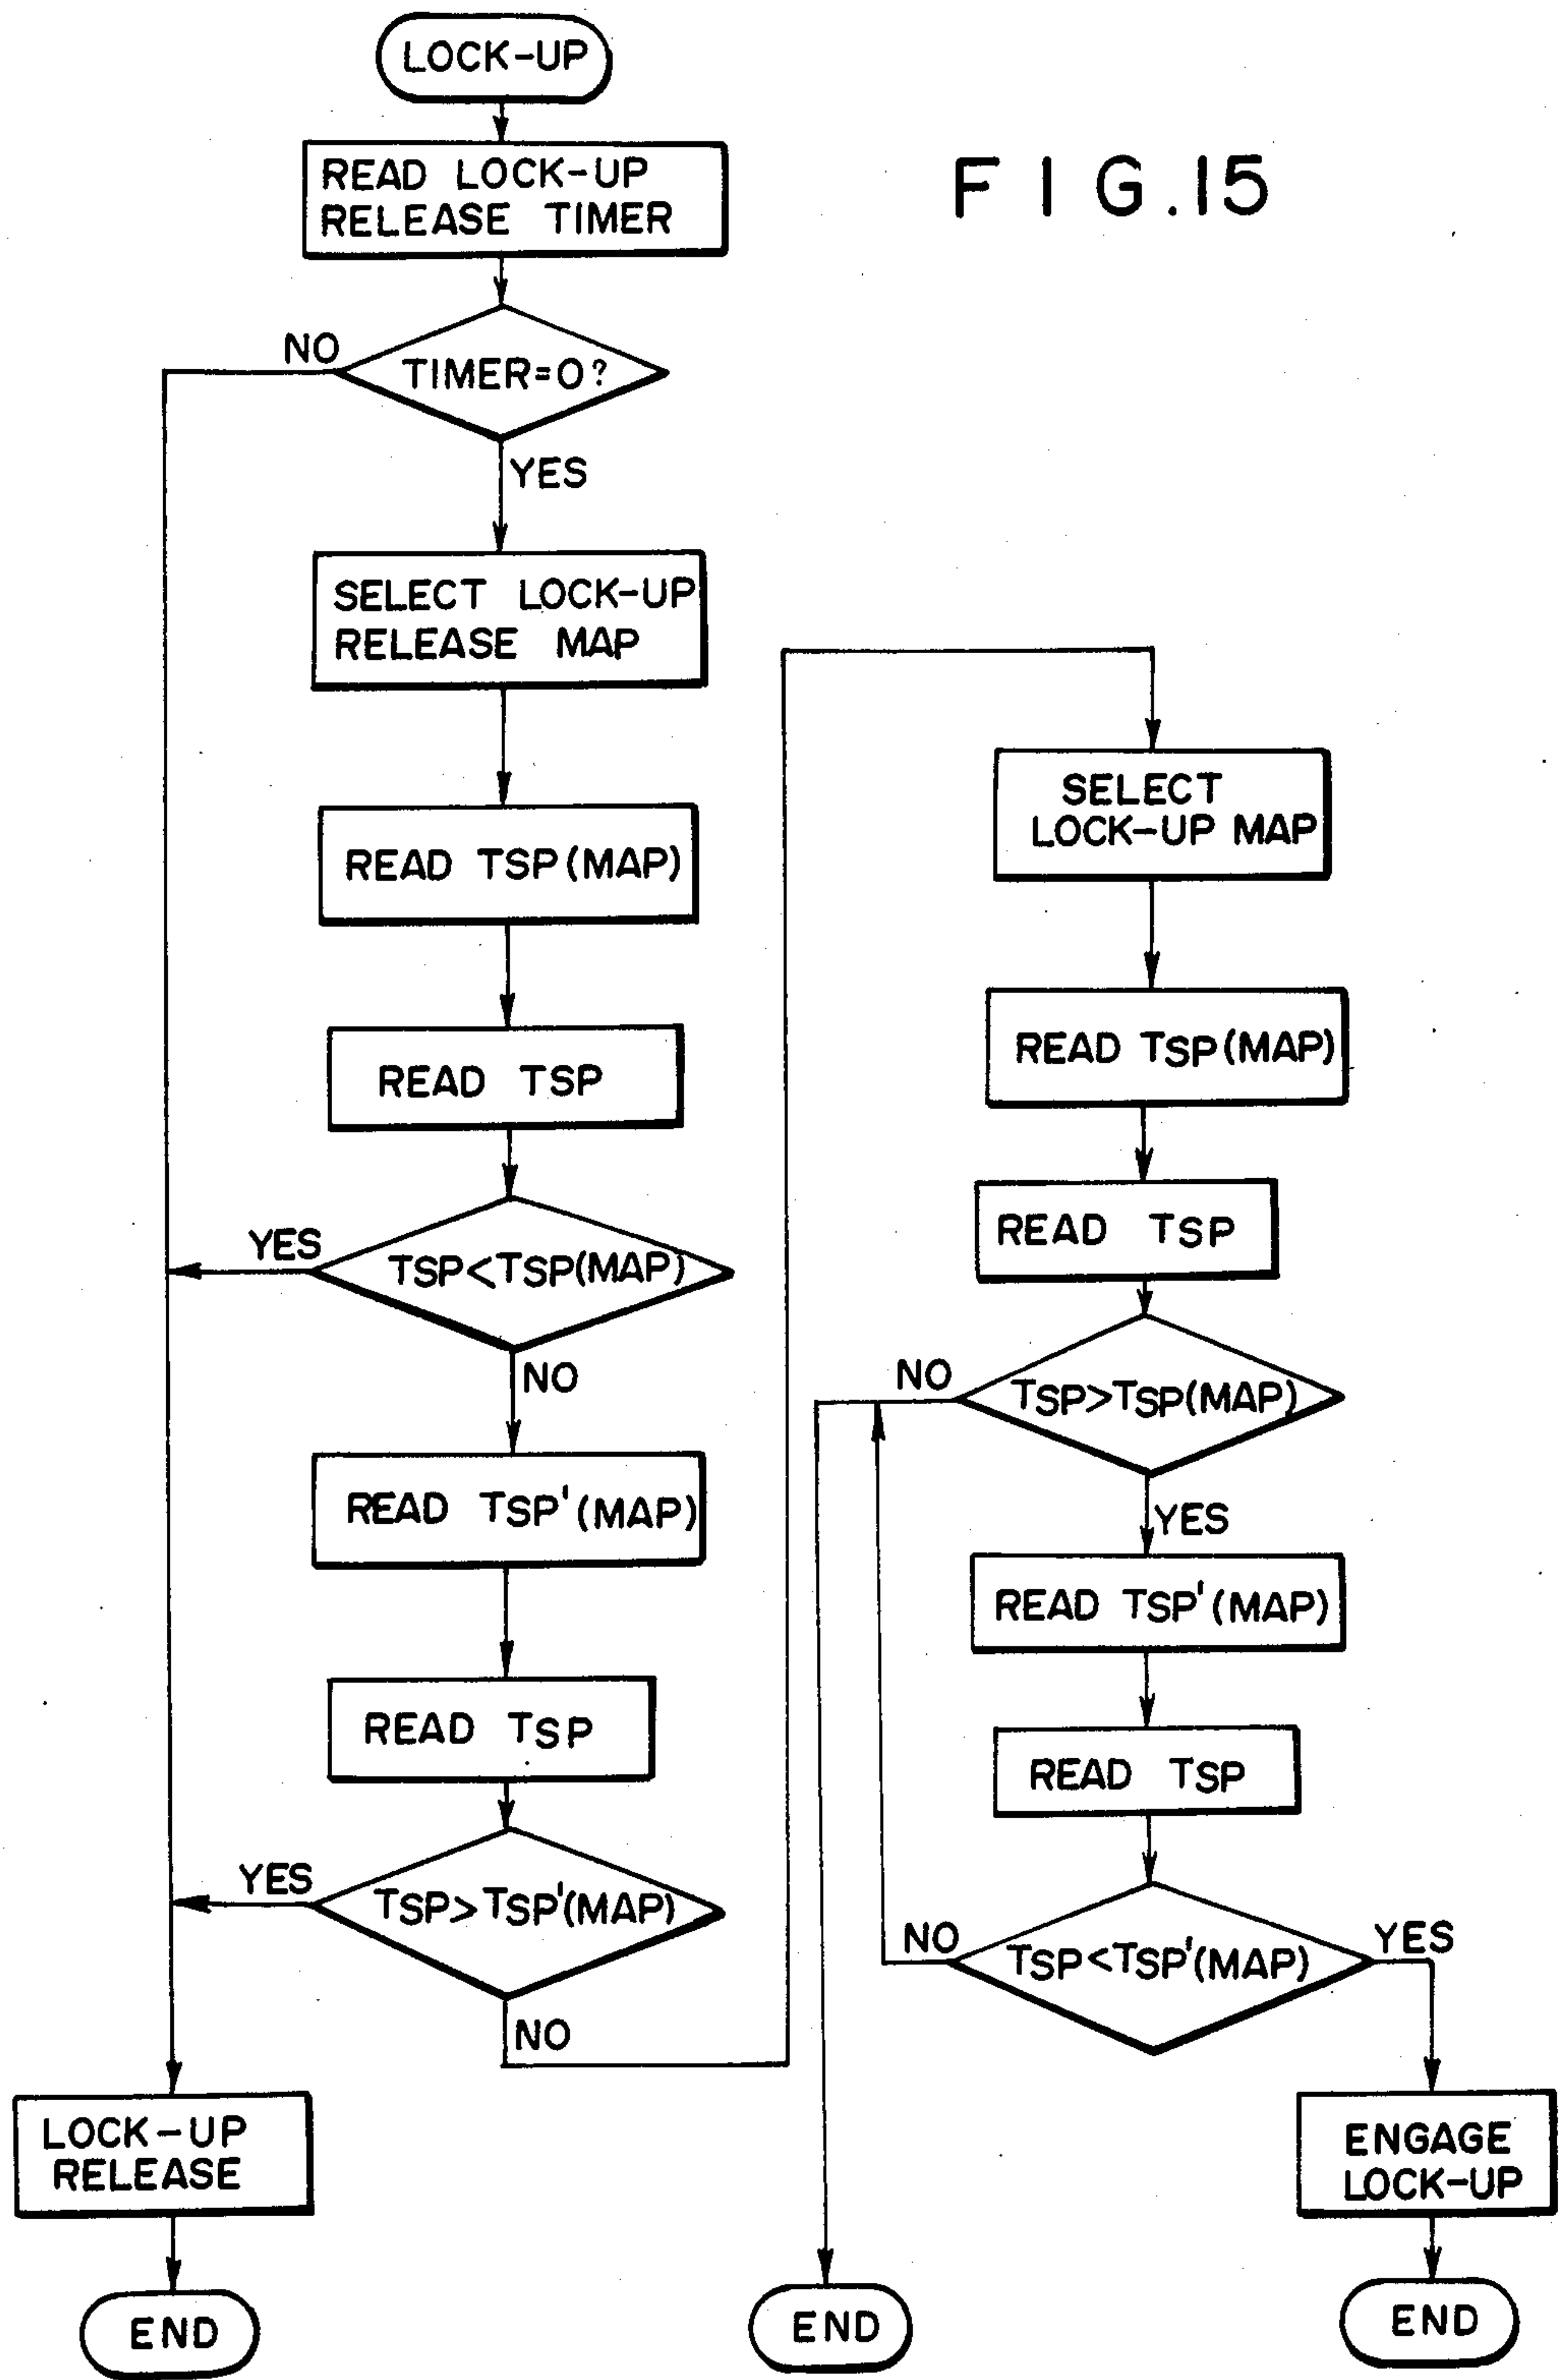 LOCK-UP
READ LOCK-UP
RELEASE TIMER
FIG.15
NO
TIMER=0?
YES
SELECT LOCK-UP
RELEASE MAP
READ TSP(MAP)
READ TSP
YES
TSP<TSP(MAP)
NO
READ TSP'(MAP)
READ TSP
YES
TSP>TSP'(MAP)
NO
LOCK-UP
RELEASE
END
SELECT
LOCK-UP MAP
READ TSP(MAP)
READ TSP
NO
TSP>TSP(MAP)
YES
READ TSP'(MAP)
READ TSP
NO
TSP<TSP'(MAP)
YES
END
ENGAGE
LOCK-UP
END